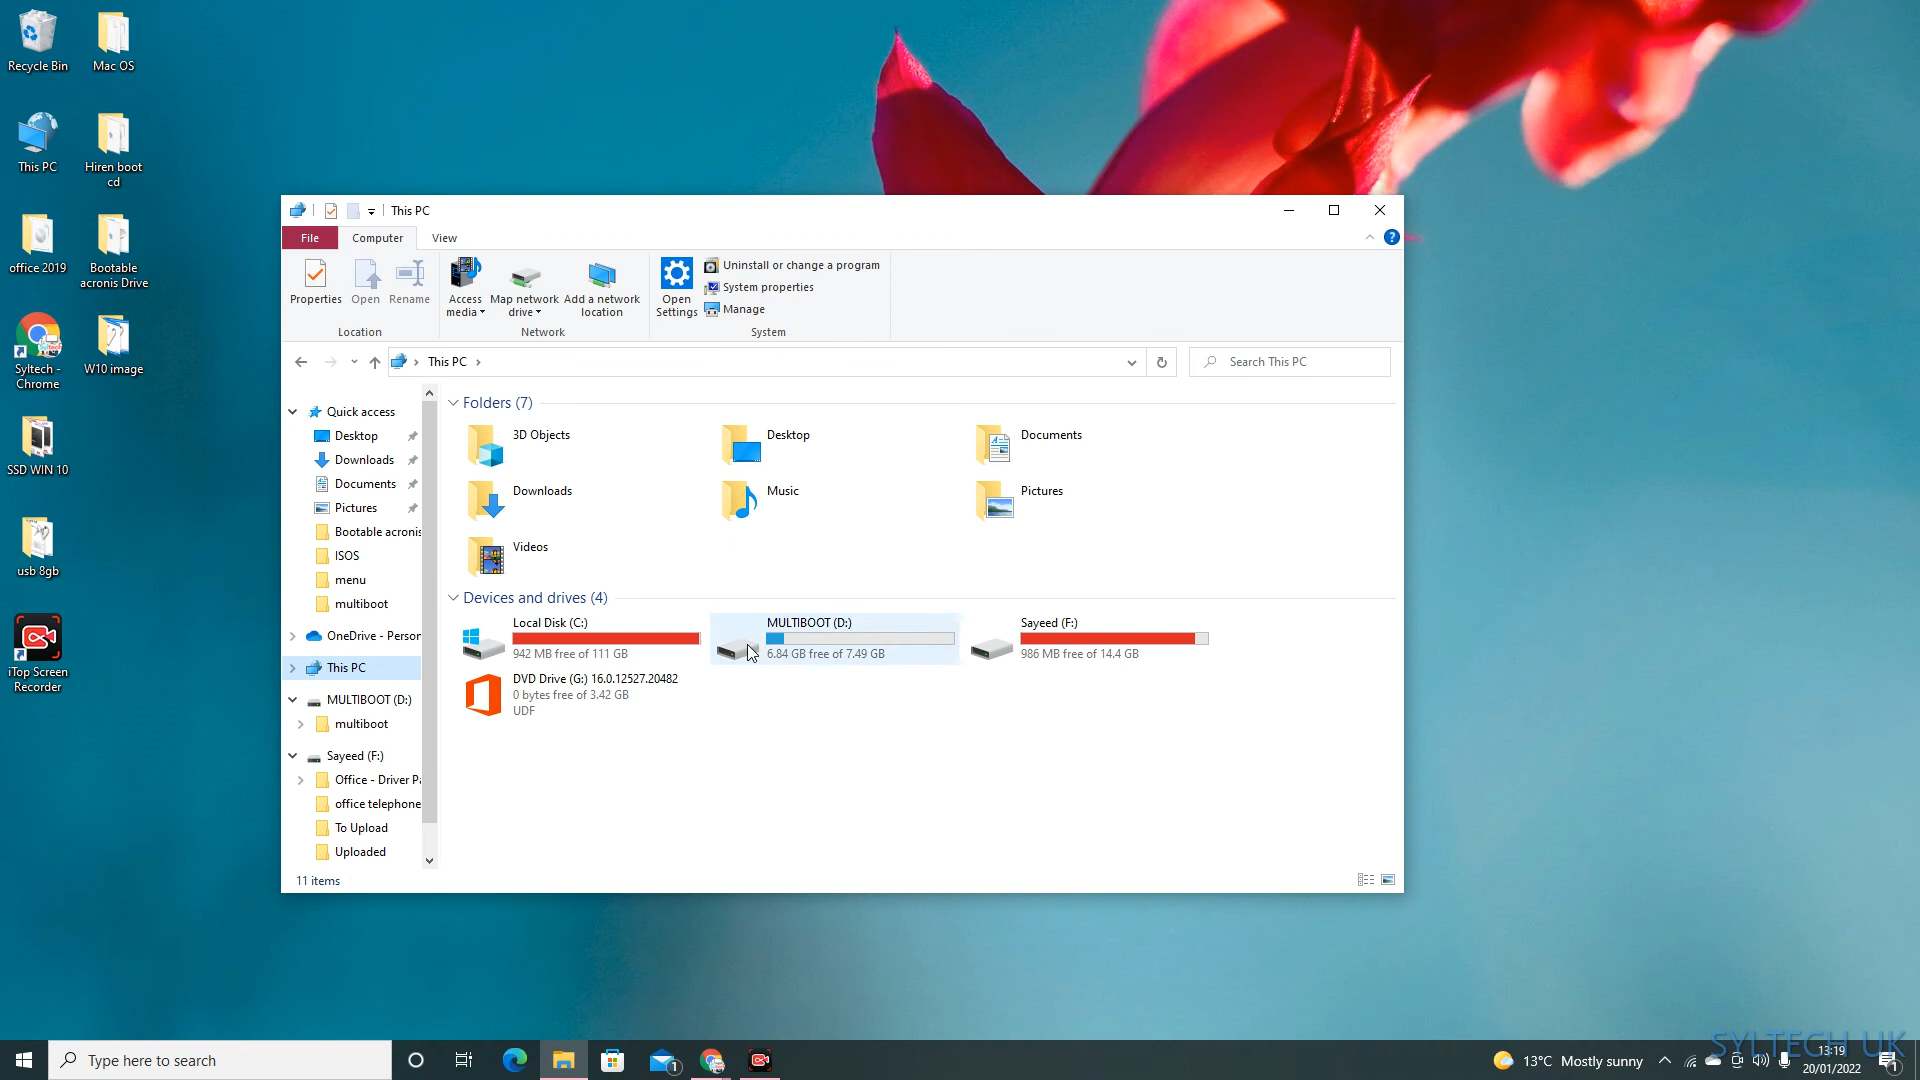 Recycle Bin
Mac OS
This PC
Hiren boot
cd
office 2019
Bootable
acronis Drive
Syltech -
Chrome
W10 image
SSD WIN 10
usb 8gb
iTop Screen
Recorder
This PC
File
Computer
View
Properties
Open
Rename
Location
Access
media
Map network
drive
Add a network
location
Network
Open
Settings
Uninstall or change a program
System properties
Manage
System
This PC
Search This PC
Quick access
Desktop
Downloads
Documents
Pictures
Bootable acronis
ISOS
menu
multiboot
OneDrive - Person
This PC
MULTIBOOT (D:)
multiboot
Sayeed (F:)
Office - Driver Pa
office telephone
To Upload
Uploaded
Folders (7)
3D Objects
Desktop
Documents
Downloads
Music
Pictures
Videos
Devices and drives (4)
Local Disk (C:)
942 MB free of 111 GB
MULTIBOOT (D:)
6.84 GB free of 7.49 GB
Sayeed (F:)
986 MB free of 14.4 GB
DVD Drive (G:) 16.0.12527.20482
0 bytes free of 3.42 GB
UDF
11 items
Type here to search
1
13°C Mostly sunny
SYLTECH UK
13:19
20/01/2022
1